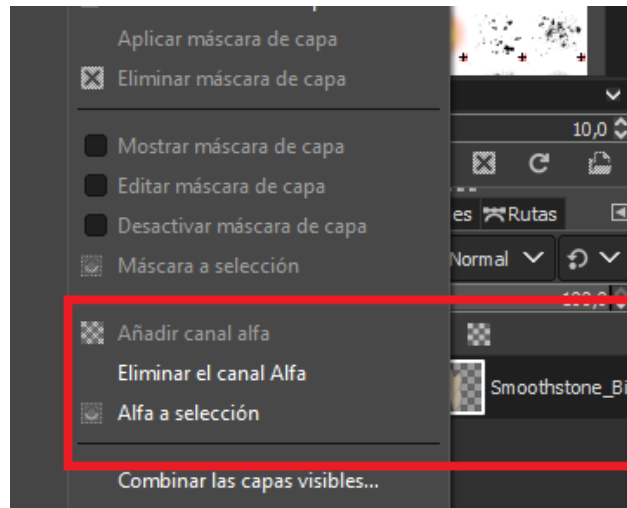 Aplicar máscara de capa
Eliminar máscara de capa
10,0
Mostrar máscara de capa
Editar máscara de capa
es Rutas
Desactivar máscara de capa
Normal
Máscara a selección
100,0
Añadir canal alfa
Eliminar el canal Alfa
Smoothstone_Bi
Alfa a selección
Combinar las capas visibles...